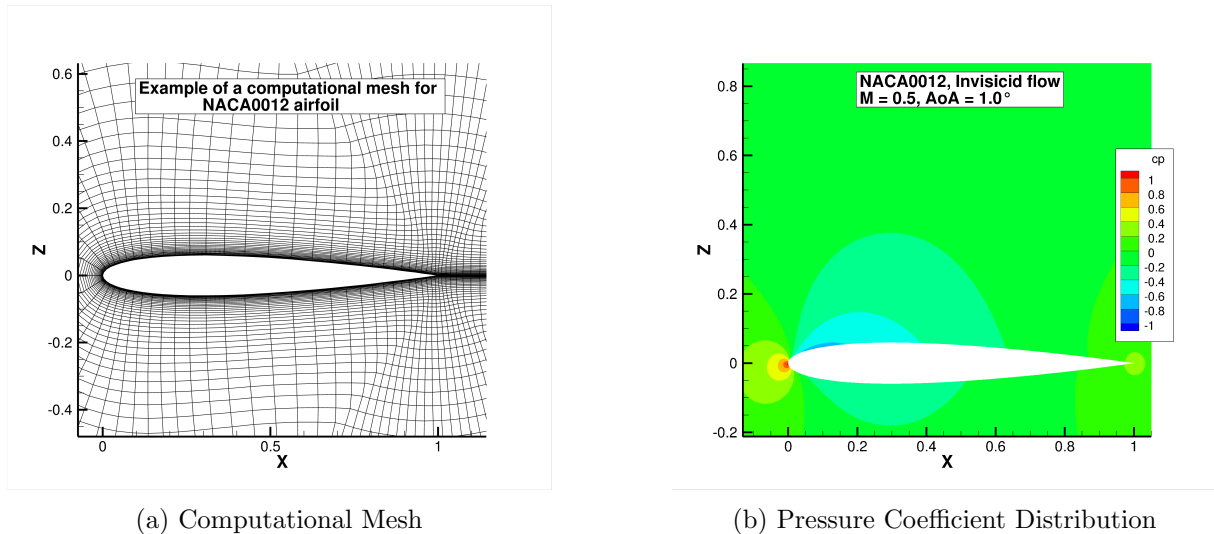 Example of a computational mesh for
NACA0012 airfoil
0.6
0.4
0.2
0
-0.2
-0.4
Z
0
0.5
1
X
(a) Computational Mesh
NACA0012, Invisicid flow
M = 0.5, AoA = 1.0°
0.8
0.6
0.4
0.2
0
-0.2
Z
0
0.2
0.4
0.6
0.8
1
X
cp
1
0.8
0.6
0.4
0.2
0
-0.2
-0.4
-0.6
-0.8
-1
(b) Pressure Coefficient Distribution